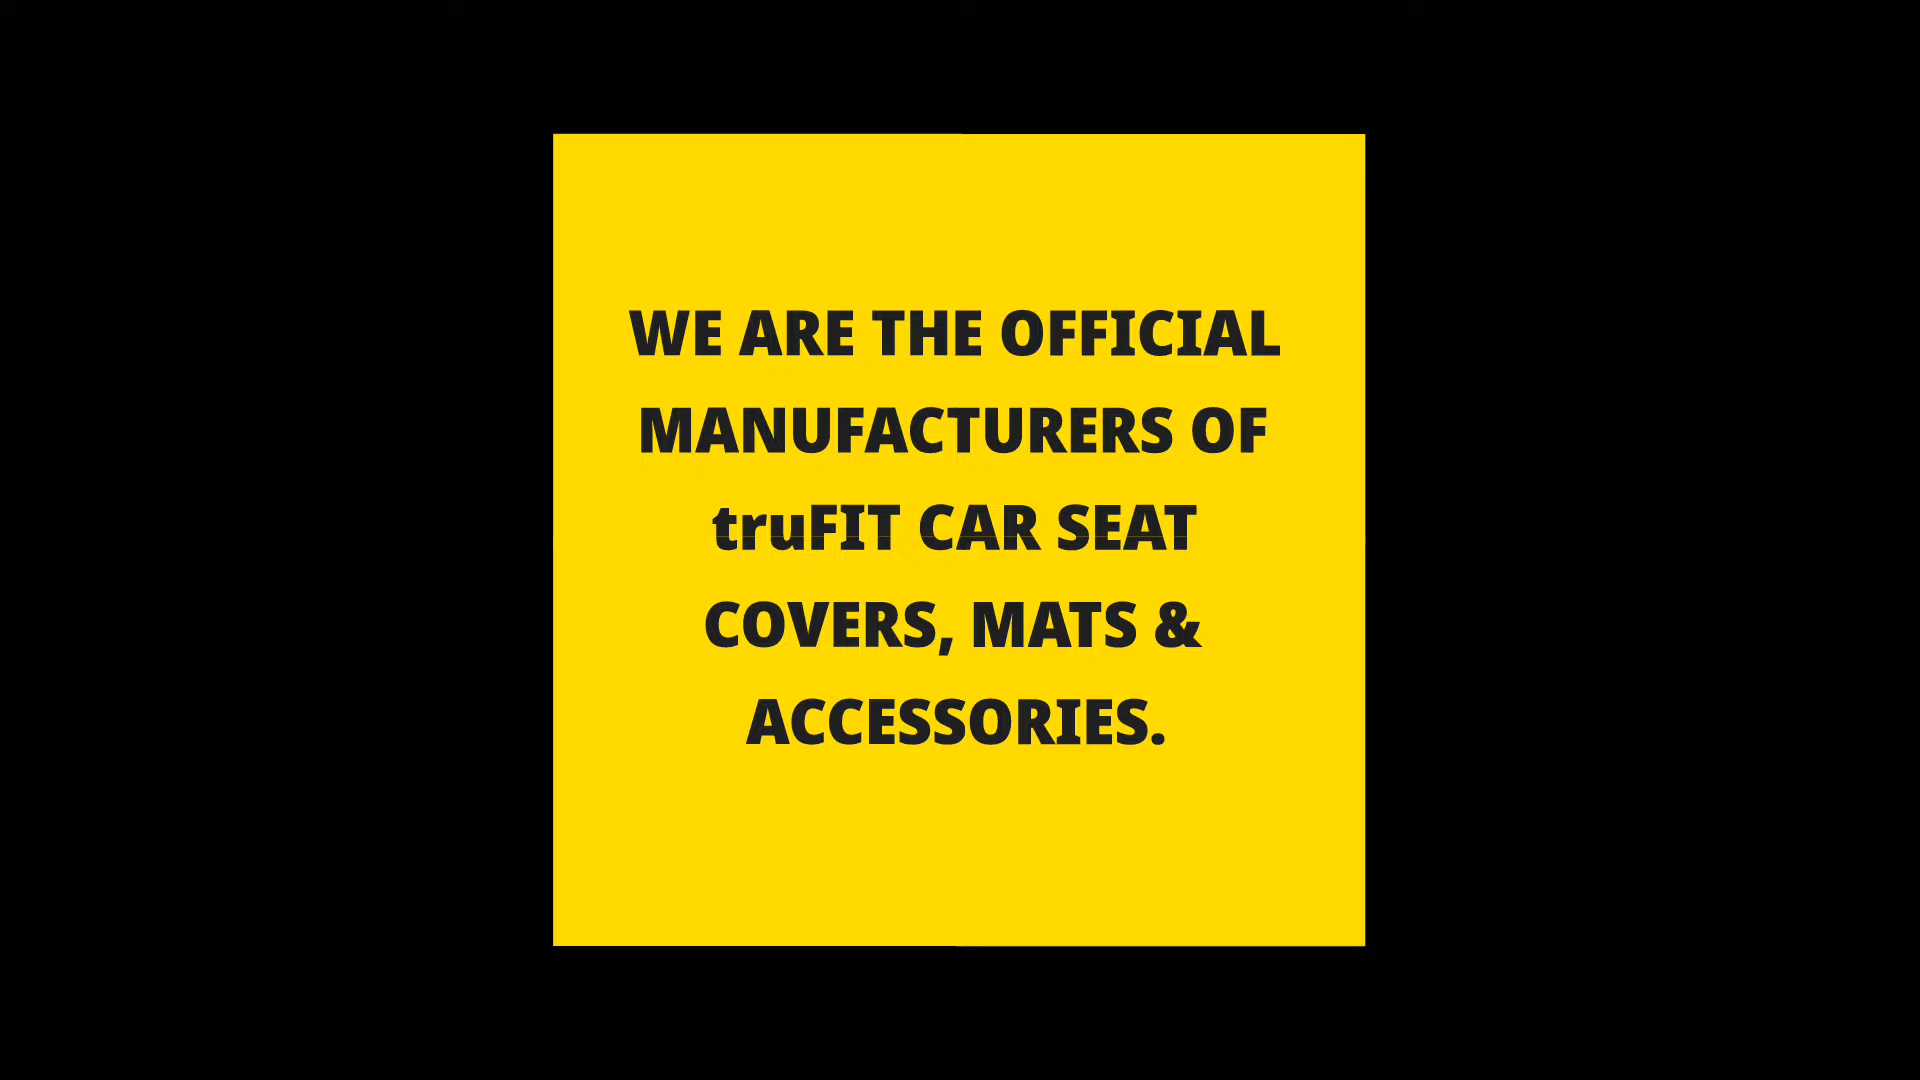 WE ARE THE OFFICIAL
MANUFACTURERS OF
truFIT CAR SEAT
COVERS, MATS &
ACCESSORIES.